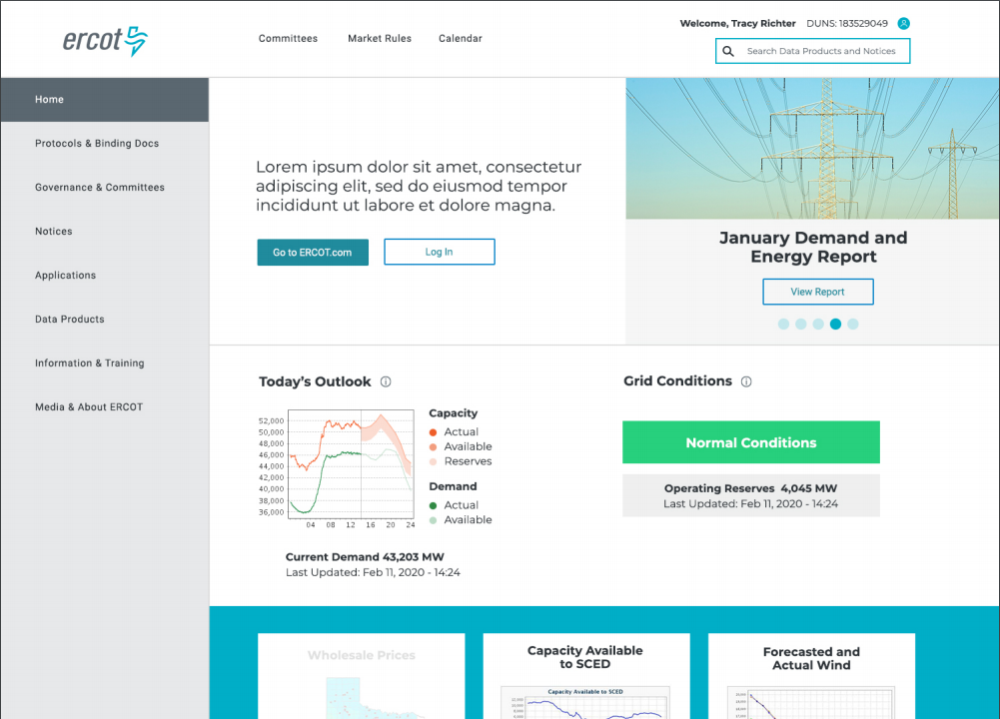 ercot
Committees
Market Rules
Calendar
Welcome, Tracy Richter DUNS: 183529049
Search Data Products and Notices
Home
Protocols & Binding Docs
Governance & Committees
Notices
Applications
Data Products
Information & Training
Media & About ERCOT
Lorem ipsum dolor sit amet, consectetur
adipiscing elit, sed do eiusmod tempor
incididunt ut labore et dolore magna.
Go to ERCOT.com
Log In
January Demand and
Energy Report
View Report
Today's Outlook
52,000
50,000
48,000
46,000
44,000
42,000
40,000
38,000
36,000
04 08 12 16 20 24
Capacity
Actual
Available
Reserves
Demand
Actual
Available
Current Demand 43,203 MW
Last Updated: Feb 11, 2020 - 14:24
Grid Conditions
Normal Conditions
Operating Reserves 4,045 MW
Last Updated: Feb 11, 2020 - 14:24
Wholesale Prices
Capacity Available
to SCED
Capacity Available to SCED
Forecasted and
Actual Wind